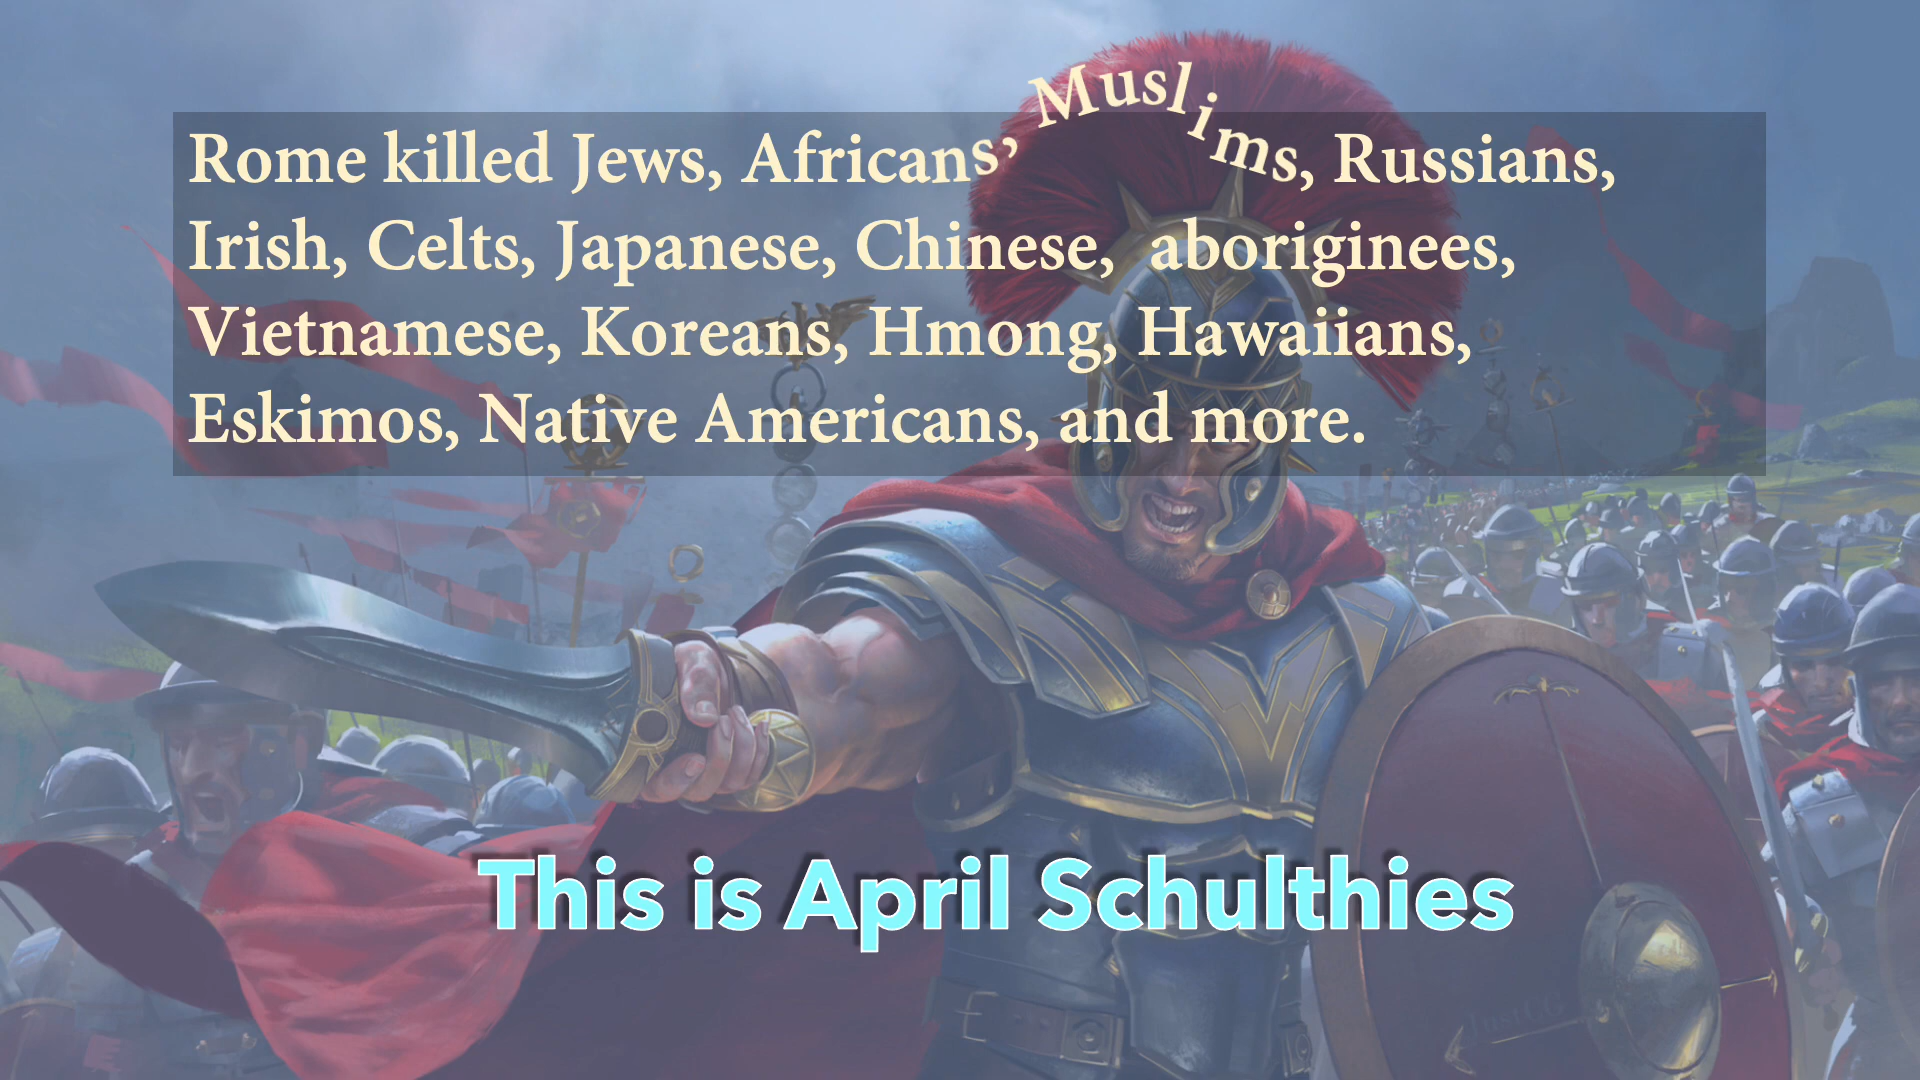 Rome killed Jews, Africans, Muslims, Russians,
Irish, Celts, Japanese, Chinese,  aboriginees,
Vietnamese, Koreans, Hmong, Hawaiians,
Eskimos, Native Americans, and more.
This is April Schulthies
JustCG